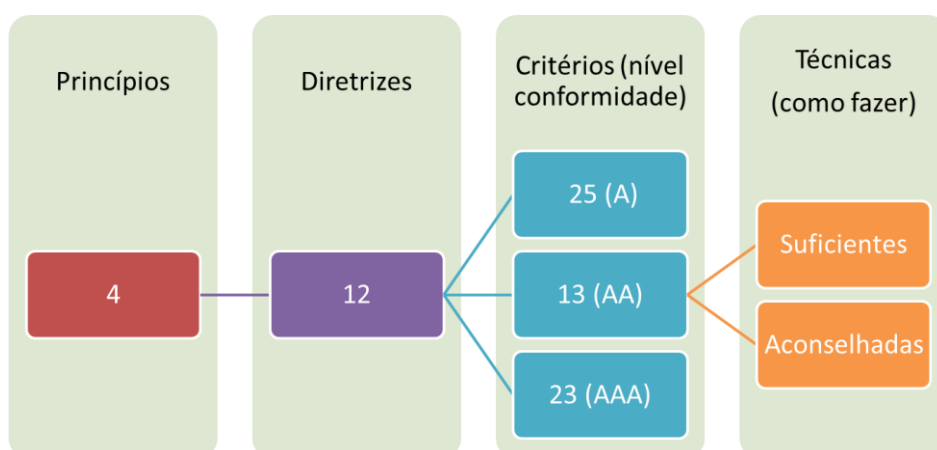 Princípios
Diretrizes
Critérios (nível
conformidade)
Técnicas
(como fazer)
4
12
25 (A)
13 (AA)
23 (AAA)
Suficientes
Aconselhadas